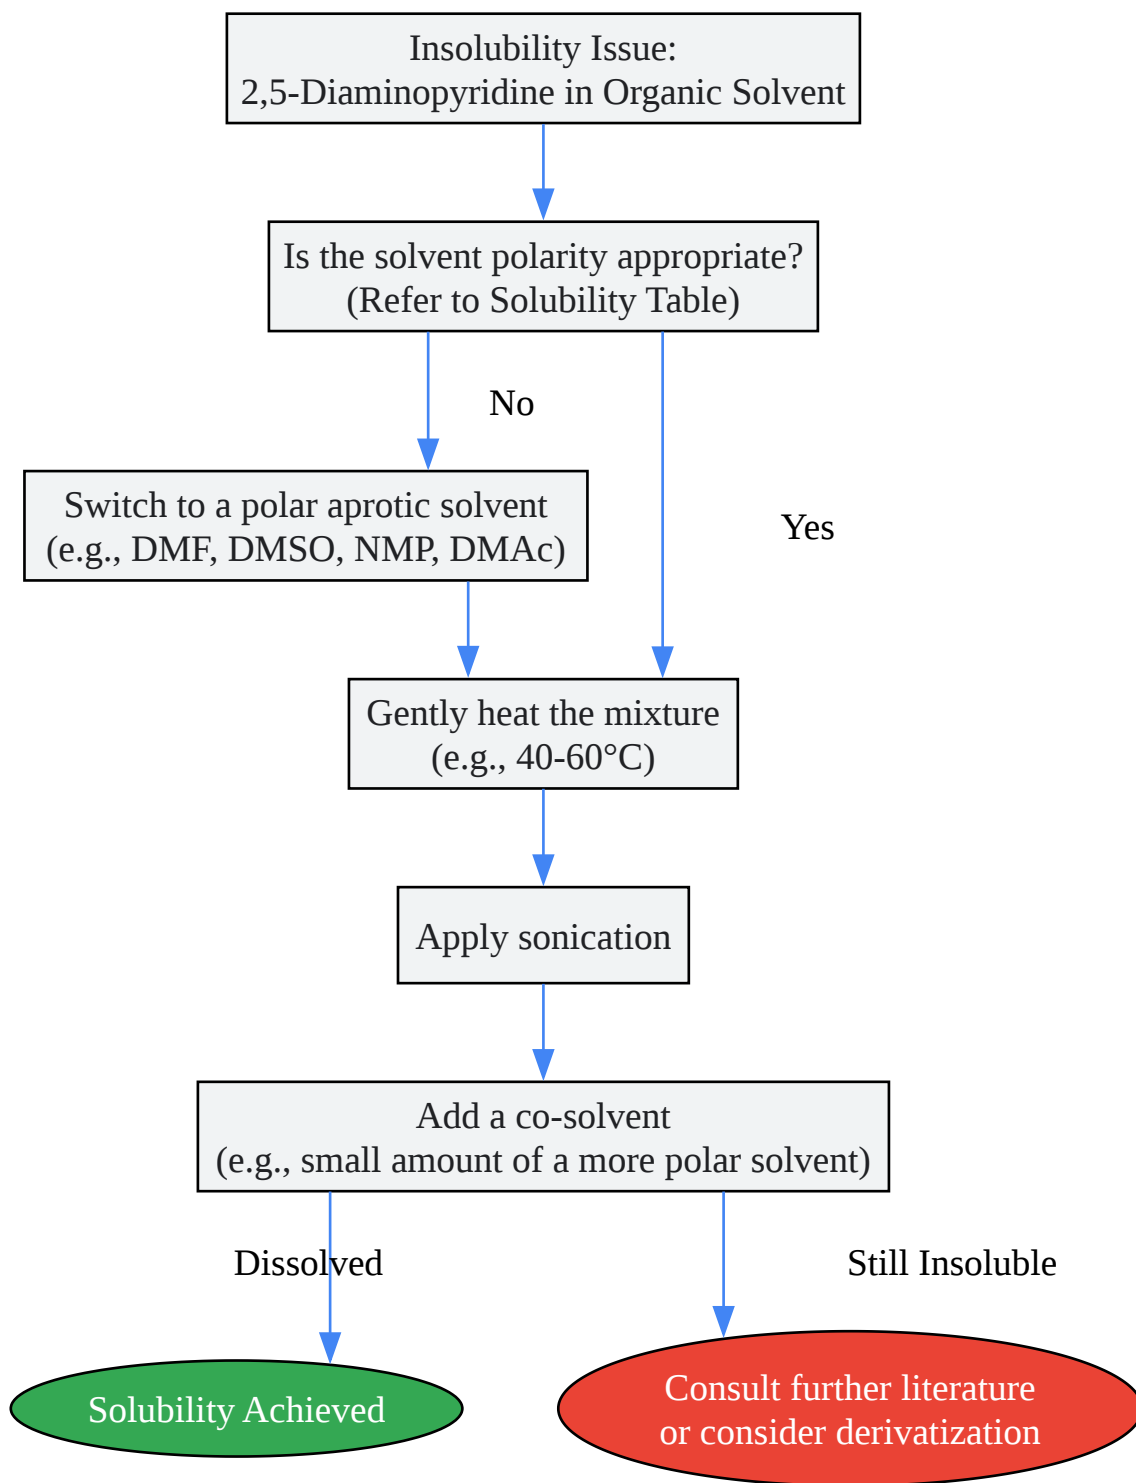 Insolubility Issue:
2,5-Diaminopyridine in Organic Solvent
Is the solvent polarity appropriate?
(Refer to Solubility Table)
No
Switch to a polar aprotic solvent
(e.g., DMF, DMSO, NMP, DMAc)
Yes
Gently heat the mixture
(e.g., 40-60°C)
Apply sonication
Add a co-solvent
(e.g., small amount of a more polar solvent)
Dissolved
Still Insoluble
Solubility Achieved
Consult further literature
or consider derivatization